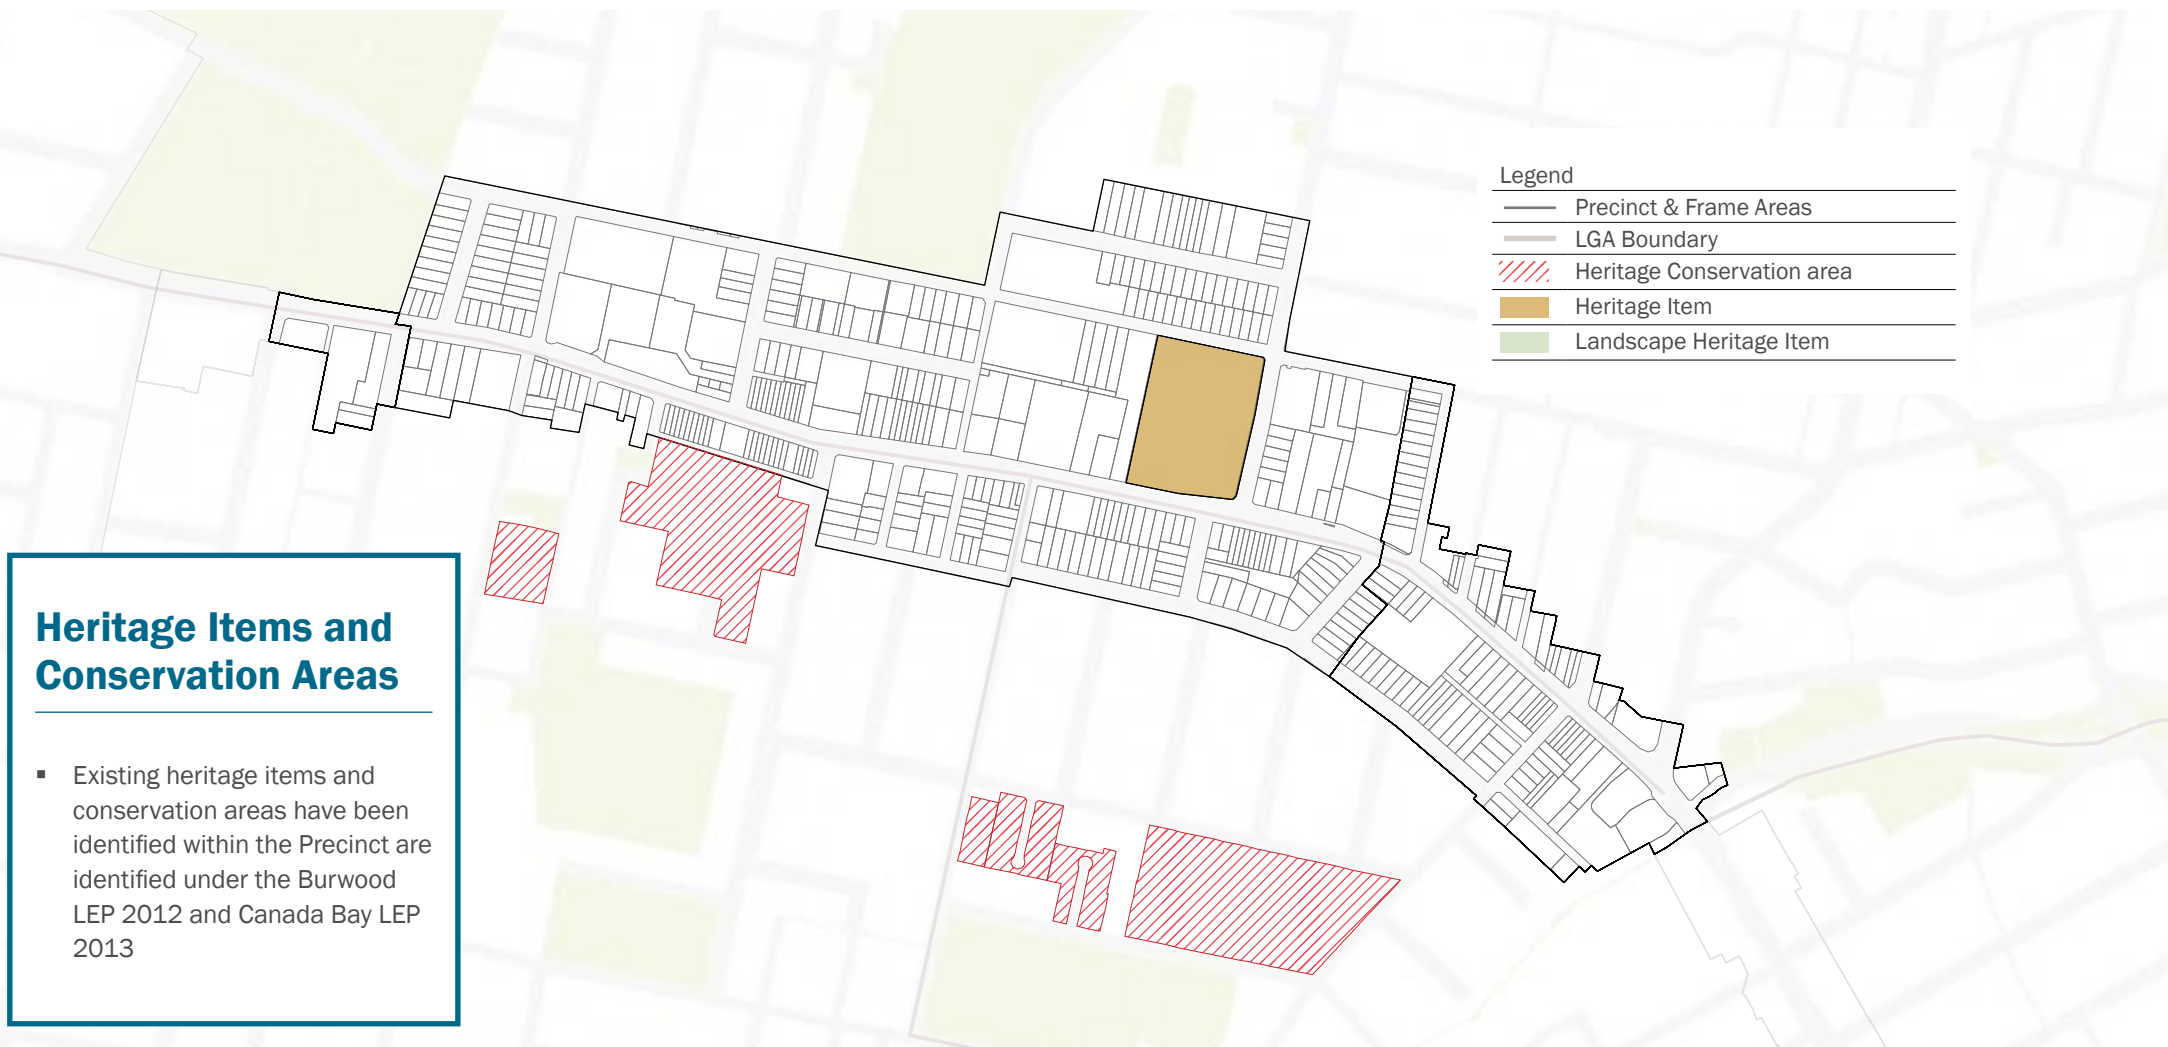 Legend
Precinct & Frame Areas
LGA Boundary
Heritage Conservation area
Heritage Item
Landscape Heritage Item
Heritage Items and
Conservation Areas
▪ Existing heritage items and
conservation areas have been
identified within the Precinct are
identified under the Burwood
LEP 2012 and Canada Bay LEP
2013